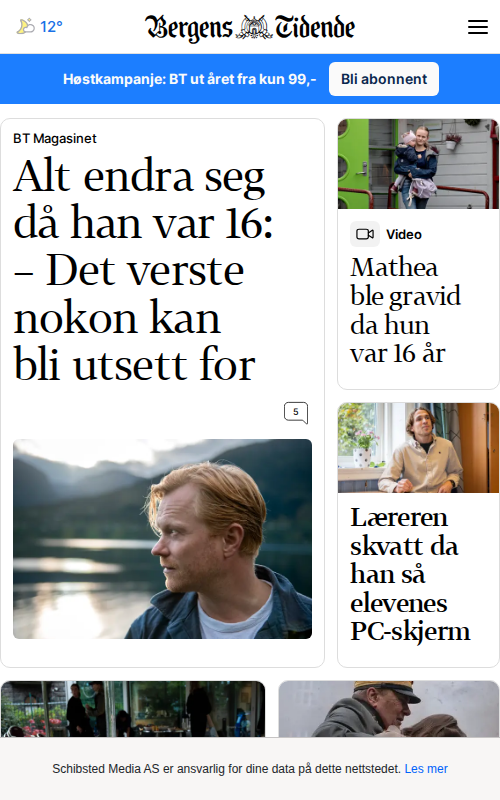 12°
Bergens Tidende
Høstkampanje: BT ut året fra kun 99,-
Bli abonnent
BT Magasinet
Alt endra seg
då han var 16:
– Det verste
nokon kan
bli utsett for
5
Video
Mathea
ble gravid
da hun
var 16 år
Læreren
skvatt da
han så
elevenes
PC-skjerm
Schibsted Media AS er ansvarlig for dine data på dette nettstedet. Les mer